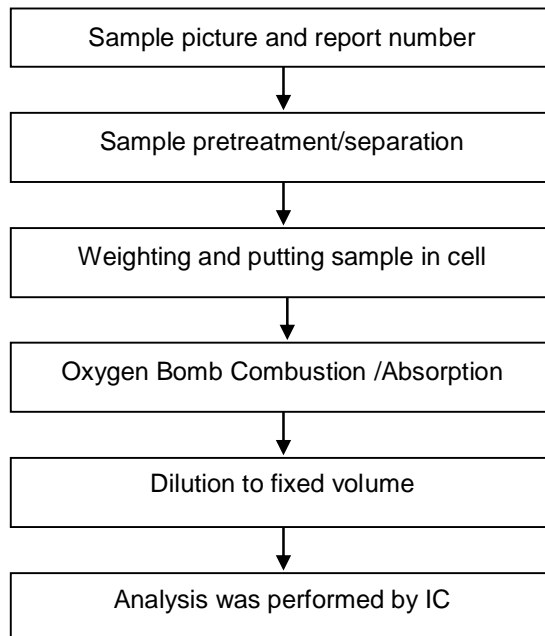 Sample picture and report number
Sample pretreatment/separation
Weighting and putting sample in cell
Oxygen Bomb Combustion /Absorption
Dilution to fixed volume
Analysis was performed by IC